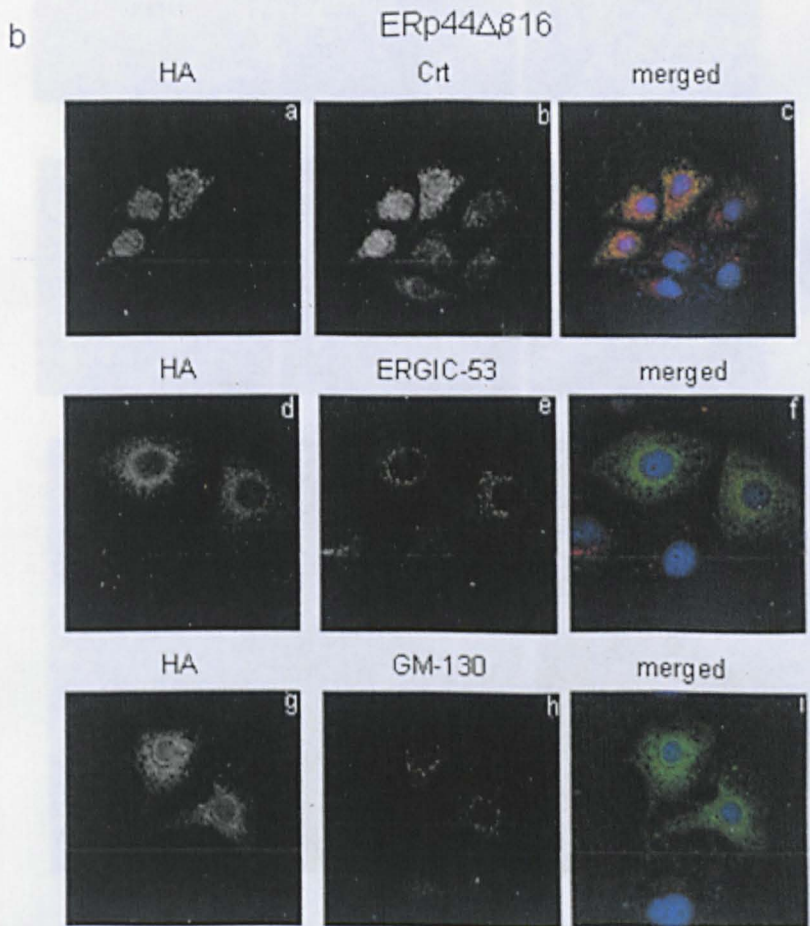 b
ERp44Δβ16
HA Crt merged
a b c
HA ERGIC-53 merged
d e f
HA GM-130 merged
g h i